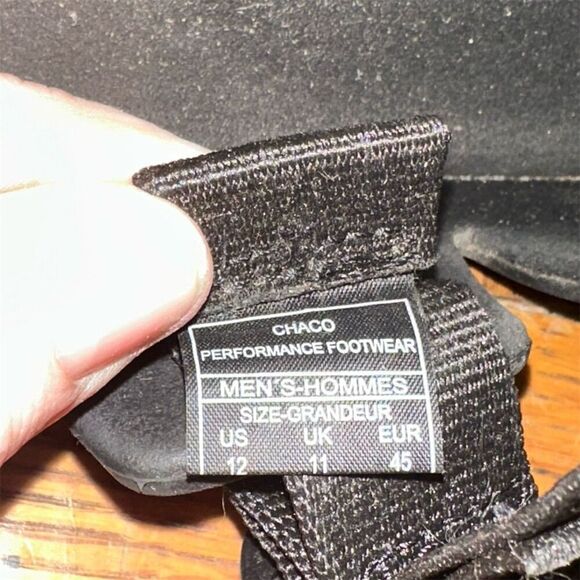 CHACO
PERFORMANCE FOOTWEAR
MEN'S-HOMMES
SIZE-GRANDEUR
US UK EUR
12 11 45